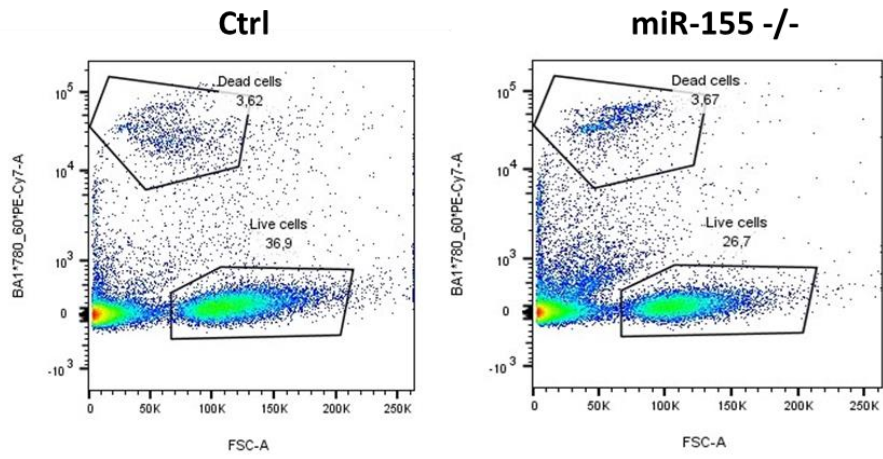 Ctrl
miR-155 -/-
Dead cells
3,62
Live cells
36,9
10^5
10^4
10^3
0
-10^3
BA1*780_60*PE-Cy7-A
0
50K
100K
150K
200K
250K
FSC-A
Dead cells
3,67
Live cells
26,7
10^5
10^4
10^3
0
-10^3
BA1*780_60*PE-Cy7-A
0
50K
100K
150K
200K
250K
FSC-A